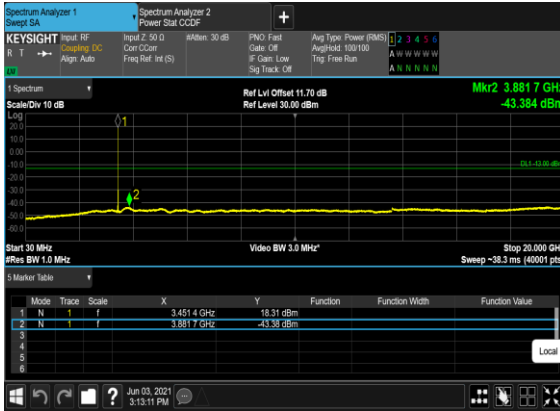 Spectrum Analyzer 1
Swept SA
Spectrum Analyzer 2
Power Stat CCDF
+
KEYSIGHT Input: RF Input Z: 50 Ω #Atten: 30 dB PNO: Fast Avg Type: Power (RMS) 1 2 3 4 5 6
R T Coupling: DC Corr CCorr Gate: Off Avg|Hold: 100/100 A W W W W W
Align: Auto Freq Ref: Int (S) IF Gain: Low Trig: Free Run
Sig Track: Off A N N N N N
1 Spectrum Ref Lvl Offset 11.70 dB Mkr2 3.881 7 GHz
Scale/Div 10 dB Ref Level 30.00 dBm -43.384 dBm
Log
20.0
10.0
0.00
-10.0
DL1 -13.00 dBm
-20.0
-30.0
-40.0
-50.0
-60.0
1
2
Start 30 MHz Video BW 3.0 MHz* Stop 20.000 GH
#Res BW 1.0 MHz Sweep ~38.3 ms (40001 pts
5 Marker Table
Mode Trace Scale X Y Function Function Width Function Value
1 N 1 f 3.451 4 GHz 18.31 dBm
2 N 1 f 3.881 7 GHz -43.38 dBm
3
4
5
6
Local
? Jun 03, 2021
3:13:11 PM